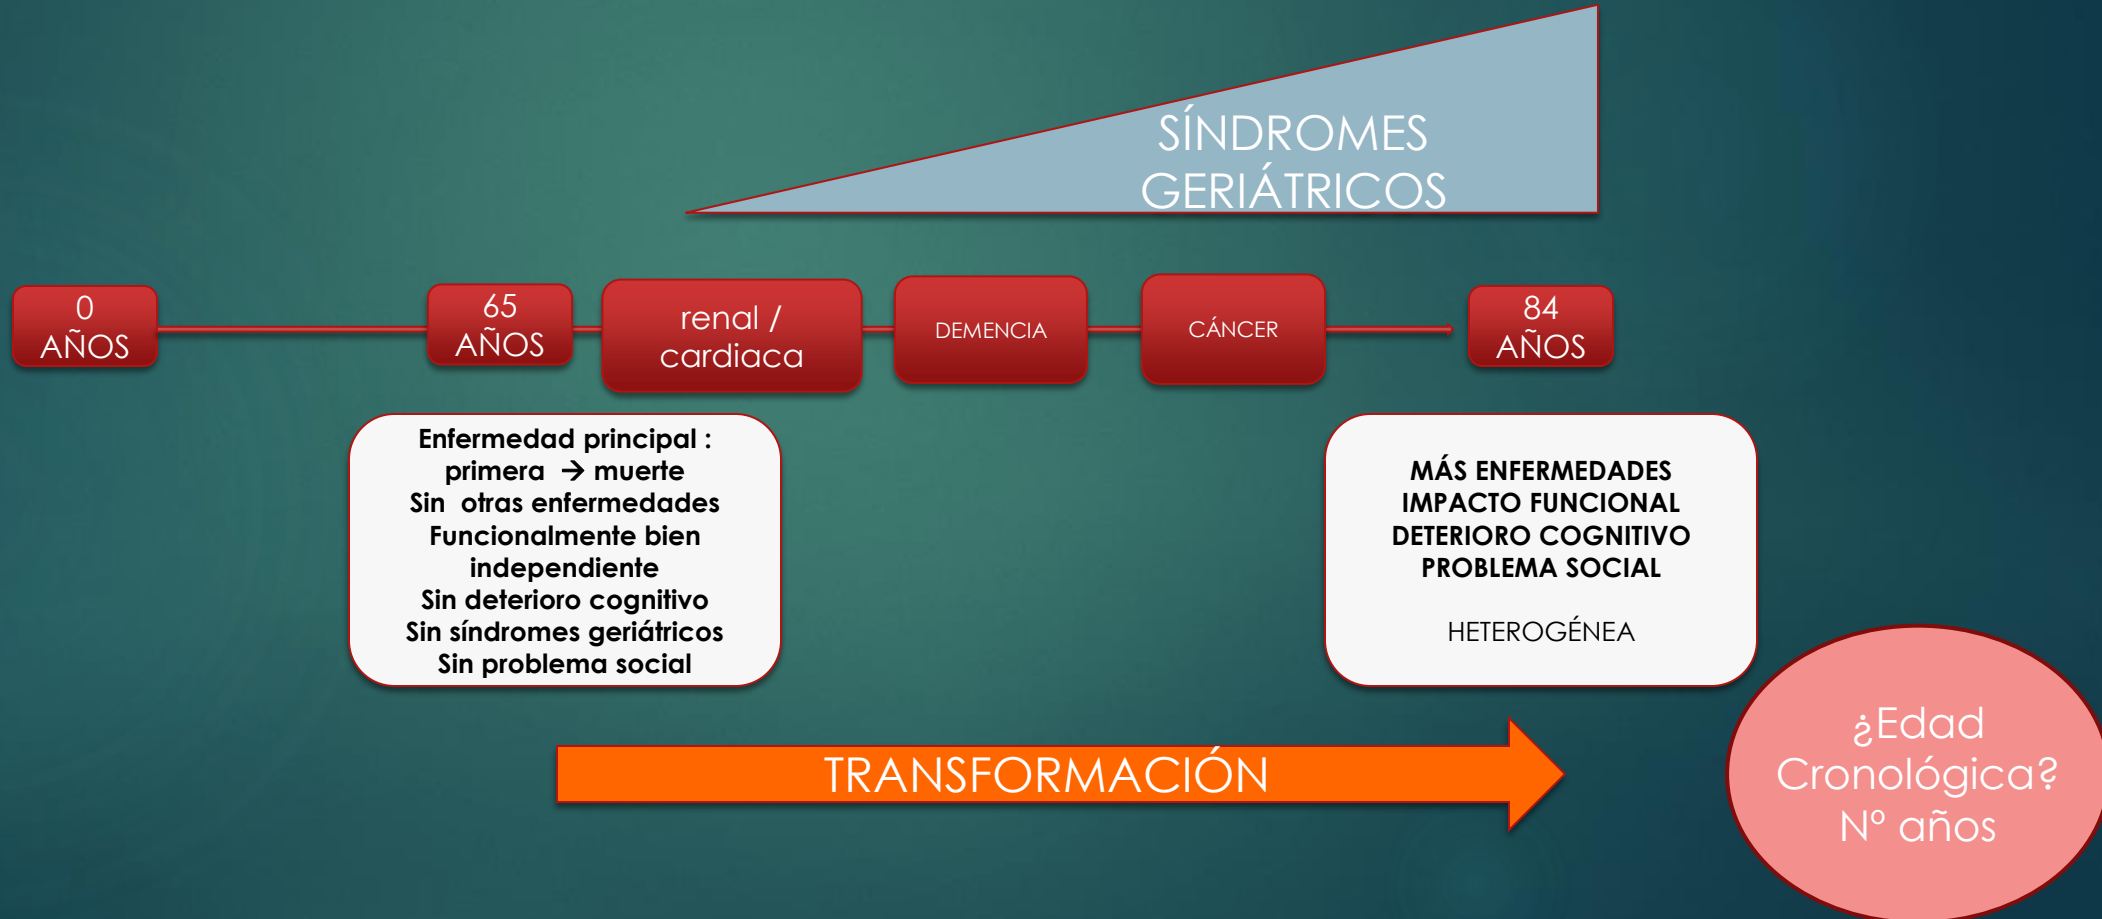 SÍNDROMES
GERIÁTRICOS
0
AÑOS
65
AÑOS
renal /
cardiaca
DEMENCIA
CÁNCER
84
AÑOS
Enfermedad principal :
primera → muerte
Sin otras enfermedades
Funcionalmente bien
independiente
Sin deterioro cognitivo
Sin síndromes geriátricos
Sin problema social
MÁS ENFERMEDADES
IMPACTO FUNCIONAL
DETERIORO COGNITIVO
PROBLEMA SOCIAL
HETEROGÉNEA
TRANSFORMACIÓN
¿Edad
Cronológica?
Nº años